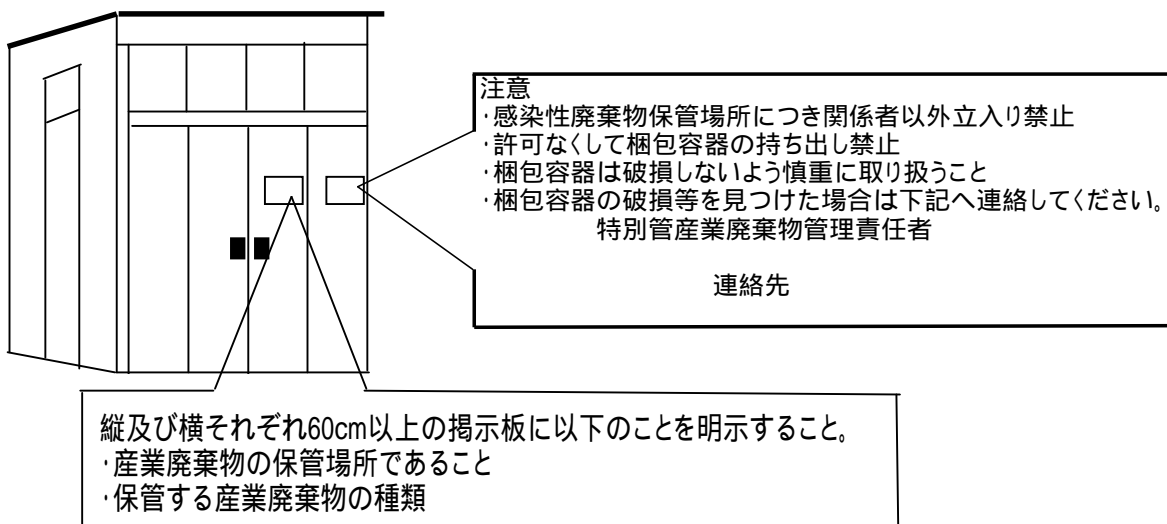 注意
・感染性廃棄物保管場所につき関係者以外立入り禁止
・許可なくして梱包容器の持ち出し禁止
・梱包容器は破損しないよう慎重に取り扱うこと
・梱包容器の破損等を見つけた場合は下記へ連絡してください。
特別管産業廃棄物管理責任者
連絡先
縦及び横それぞれ60cm以上の掲示板に以下のことを明示すること。
・産業廃棄物の保管場所であること
・保管する産業廃棄物の種類